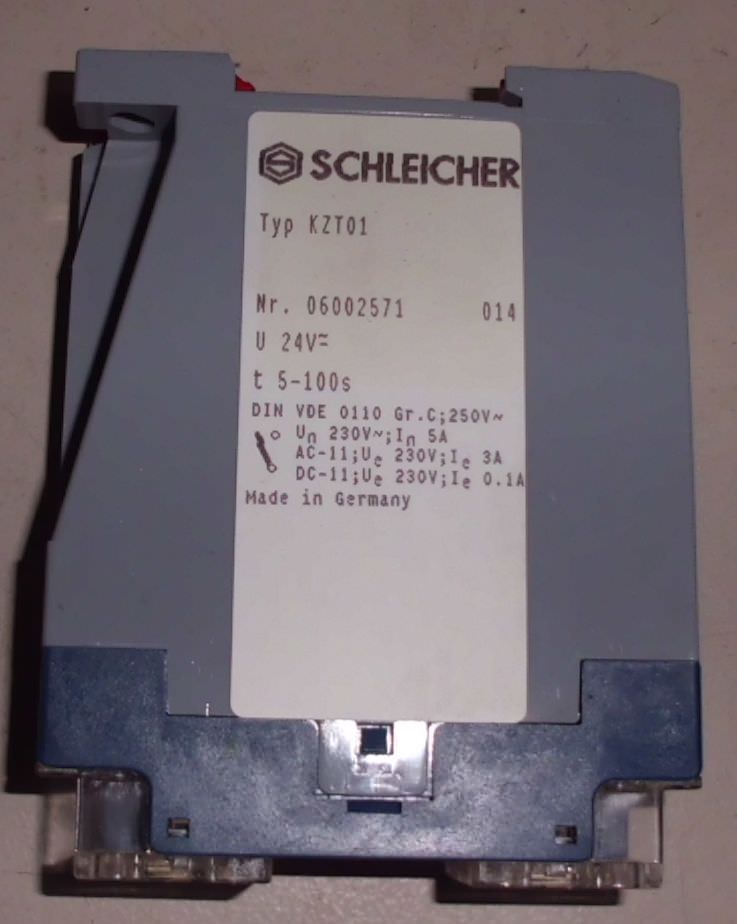 SCHLEICHER
Typ KZT01
Nr. 06002571 014
U 24V≂
t 5-100s
DIN VDE 0110 Gr.C;250V~
Un 230V~;In 5A
AC-11;Ue 230V;Ie 3A
DC-11;Ue 230V;Ie 0.1A
Made in Germany